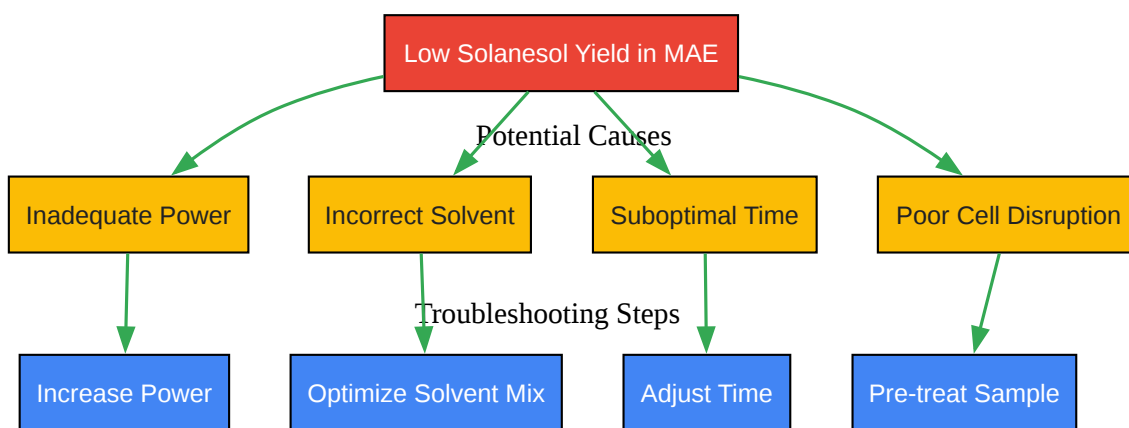 Low Solanesol Yield in MAE
Potential Causes
Inadequate Power
Incorrect Solvent
Suboptimal Time
Poor Cell Disruption
Troubleshooting Steps
Increase Power
Optimize Solvent Mix
Adjust Time
Pre-treat Sample